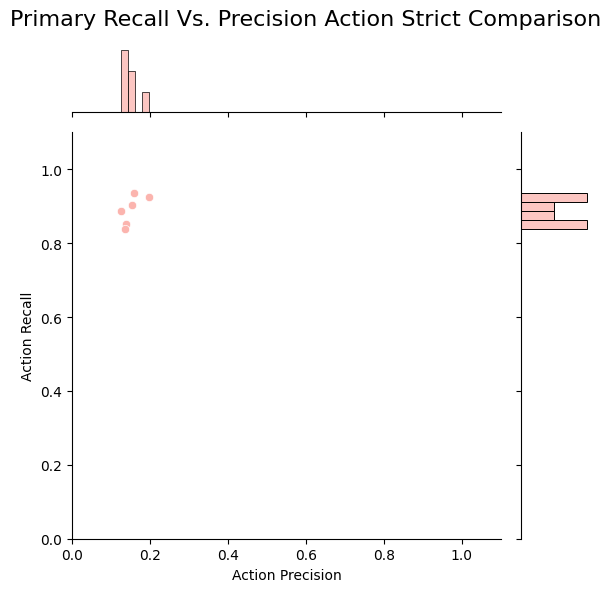 Primary Recall Vs. Precision Action Strict Comparison
1.0
0.8
0.6
0.4
0.2
0.0
Action Recall
0.0 0.2 0.4 0.6 0.8 1.0
Action Precision